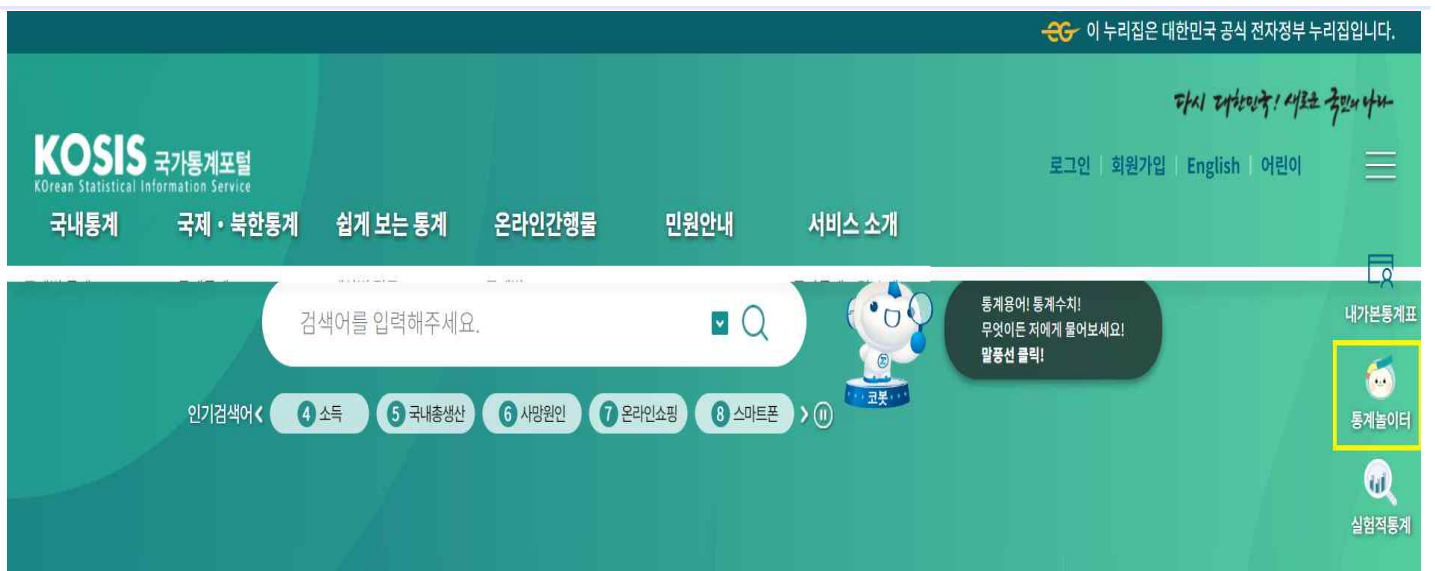 이 누리집은 대한민국 공식 전자정부 누리집입니다.
다시 대한민국! 새로운 국민의 나라
KOSIS 국가통계포털
KOrean Statistical Information Service
로그인 회원가입 English 어린이
국내통계 국제・북한통계 쉽게 보는 통계 온라인간행물 민원안내 서비스 소개
검색어를 입력해주세요.
통계용어! 통계수치!
무엇이든 저에게 물어보세요!
말풍선 클릭!
코봇
인기검색어 4 소득 5 국내총생산 6 사망원인 7 온라인쇼핑 8 스마트폰
내가본통계표
통계놀이터
실험적통계